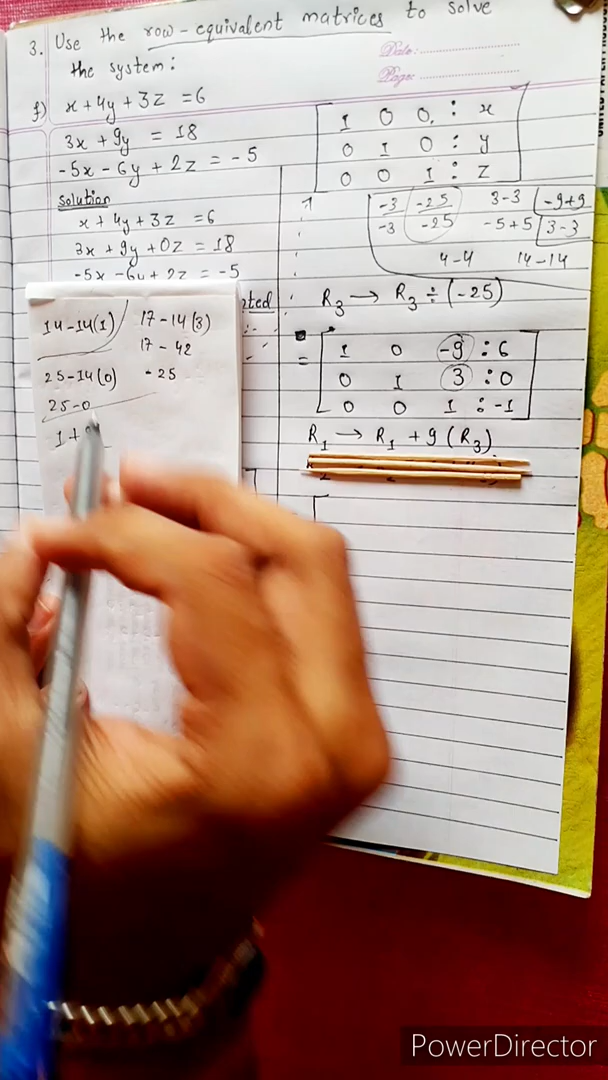 3. Use the row-equivalent matrices to solve
the system:
Date:
Page:
f) x + 4y + 3z = 6
3x + 9y = 18
-5x - 6y + 2z = -5
Solution
x + 4y + 3z = 6
3x + 9y + 0z = 18
-5x - 6y + 2z = -5
14 - 14(1)
17 - 14(3)
17 - 42
25 - 14(0)
- 25
25 - 0
1 +
1 0 0 : x
0 1 0 : y
0 0 1 : z
-3 -25 3-3 -9+9
-3 -25 -5+5 3-3
4-4 14-14
R3 → R3 ÷ (-25)
= 1 0 -9 : 6
0 1 3 : 0
0 0 1 : -1
R1 → R1 + 9 (R3)
PowerDirector